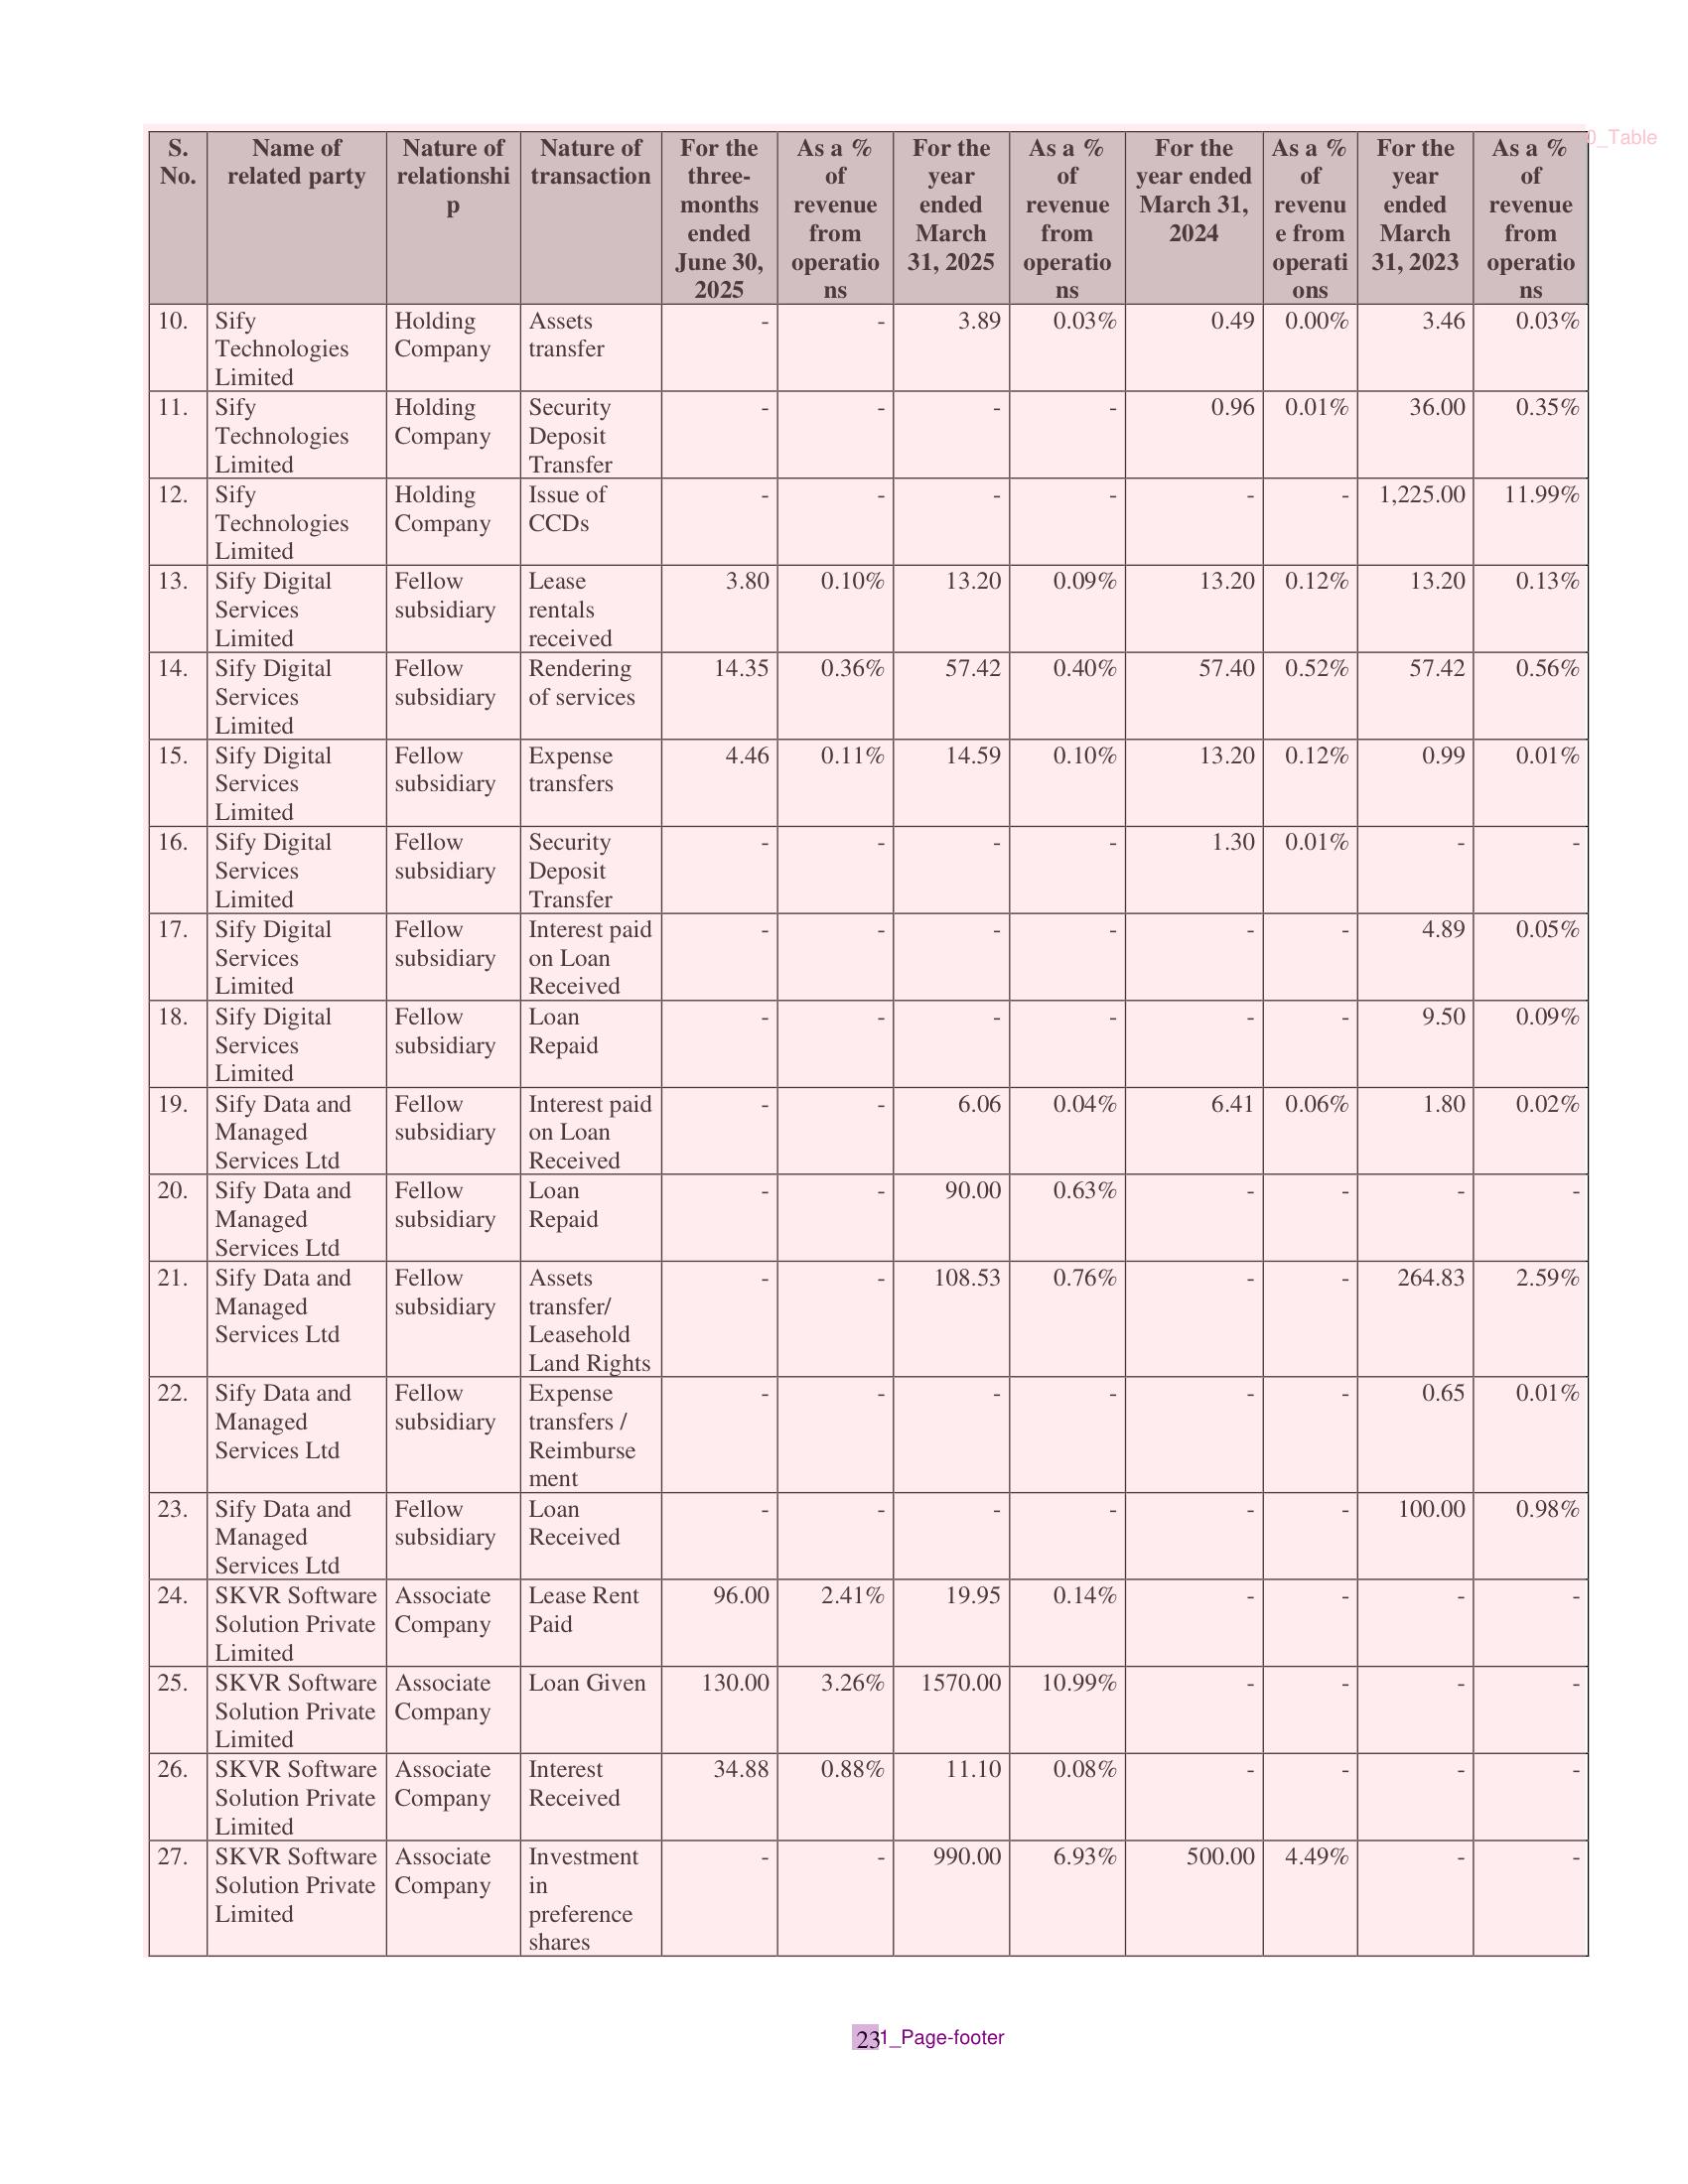 0_Table
S. No. | Name of related party | Nature of relationship | Nature of transaction | For the three-months ended June 30, 2025 | As a % of revenue from operations | For the year ended March 31, 2025 | As a % of revenue from operations | For the year ended March 31, 2024 | As a % of revenue from operations | For the year ended March 31, 2023 | As a % of revenue from operations
10. | Sify Technologies Limited | Holding Company | Assets transfer | - | - | 3.89 | 0.03% | 0.49 | 0.00% | 3.46 | 0.03%
11. | Sify Technologies Limited | Holding Company | Security Deposit Transfer | - | - | - | - | 0.96 | 0.01% | 36.00 | 0.35%
12. | Sify Technologies Limited | Holding Company | Issue of CCDs | - | - | - | - | - | - | 1,225.00 | 11.99%
13. | Sify Digital Services Limited | Fellow subsidiary | Lease rentals received | 3.80 | 0.10% | 13.20 | 0.09% | 13.20 | 0.12% | 13.20 | 0.13%
14. | Sify Digital Services Limited | Fellow subsidiary | Rendering of services | 14.35 | 0.36% | 57.42 | 0.40% | 57.40 | 0.52% | 57.42 | 0.56%
15. | Sify Digital Services Limited | Fellow subsidiary | Expense transfers | 4.46 | 0.11% | 14.59 | 0.10% | 13.20 | 0.12% | 0.99 | 0.01%
16. | Sify Digital Services Limited | Fellow subsidiary | Security Deposit Transfer | - | - | - | - | 1.30 | 0.01% | - | -
17. | Sify Digital Services Limited | Fellow subsidiary | Interest paid on Loan Received | - | - | - | - | - | - | 4.89 | 0.05%
18. | Sify Digital Services Limited | Fellow subsidiary | Loan Repaid | - | - | - | - | - | - | 9.50 | 0.09%
19. | Sify Data and Managed Services Ltd | Fellow subsidiary | Interest paid on Loan Received | - | - | 6.06 | 0.04% | 6.41 | 0.06% | 1.80 | 0.02%
20. | Sify Data and Managed Services Ltd | Fellow subsidiary | Loan Repaid | - | - | 90.00 | 0.63% | - | - | - | -
21. | Sify Data and Managed Services Ltd | Fellow subsidiary | Assets transfer/ Leasehold Land Rights | - | - | 108.53 | 0.76% | - | - | 264.83 | 2.59%
22. | Sify Data and Managed Services Ltd | Fellow subsidiary | Expense transfers / Reimbursement | - | - | - | - | - | - | 0.65 | 0.01%
23. | Sify Data and Managed Services Ltd | Fellow subsidiary | Loan Received | - | - | - | - | - | - | 100.00 | 0.98%
24. | SKVR Software Solution Private Limited | Associate Company | Lease Rent Paid | 96.00 | 2.41% | 19.95 | 0.14% | - | - | - | -
25. | SKVR Software Solution Private Limited | Associate Company | Loan Given | 130.00 | 3.26% | 1570.00 | 10.99% | - | - | - | -
26. | SKVR Software Solution Private Limited | Associate Company | Interest Received | 34.88 | 0.88% | 11.10 | 0.08% | - | - | - | -
27. | SKVR Software Solution Private Limited | Associate Company | Investment in preference shares | - | - | 990.00 | 6.93% | 500.00 | 4.49% | - | -
23
1_Page-footer